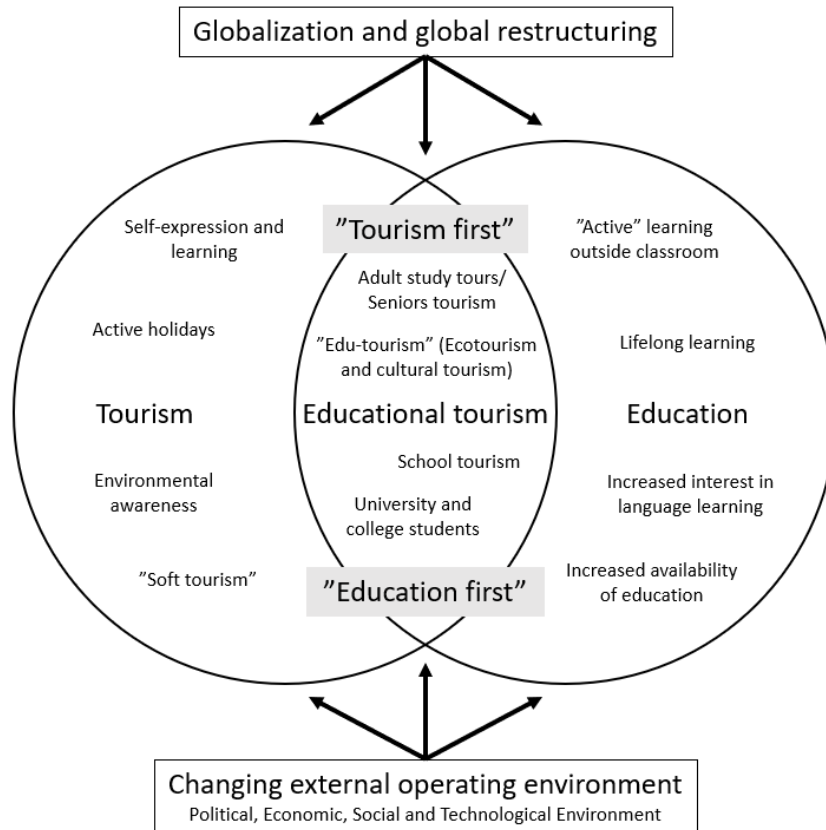 Globalization and global restructuring
Self-expression and
learning
”Tourism first”
”Active” learning
outside classroom
Adult study tours/
Seniors tourism
Active holidays
”Edu-tourism” (Ecotourism
and cultural tourism)
Lifelong learning
Tourism
Educational tourism
Education
School tourism
Environmental
awareness
University and
college students
Increased interest in
language learning
”Soft tourism”
”Education first”
Increased availability
of education
Changing external operating environment
Political, Economic, Social and Technological Environment